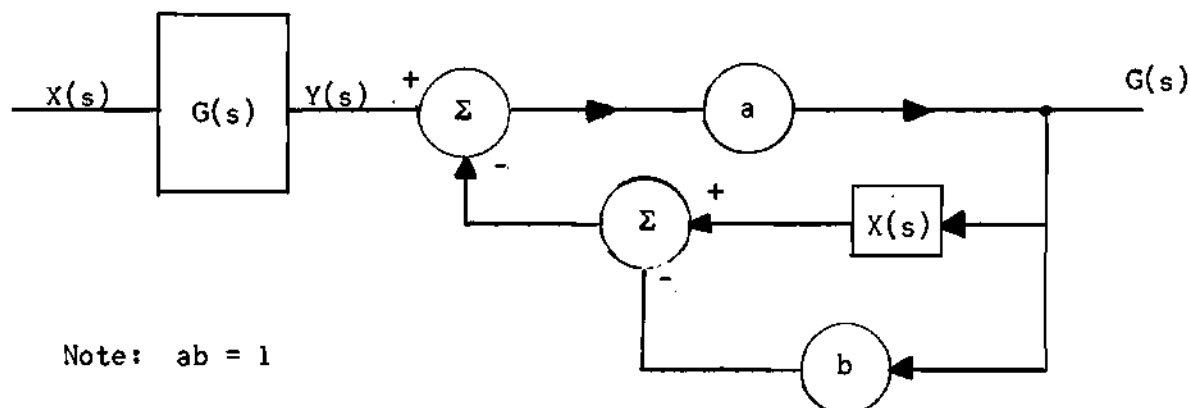 X(s)
G(s)
Y(s)
+
Σ
-
a
G(s)
Σ
+
-
X(s)
b
Note: ab = 1